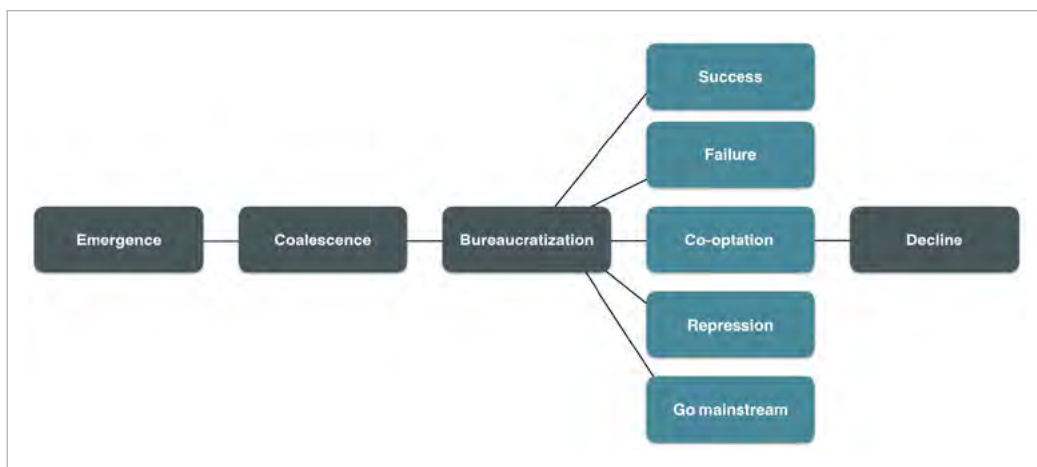 Emergence
Coalescence
Bureaucratization
Success
Failure
Co-optation
Repression
Go mainstream
Decline